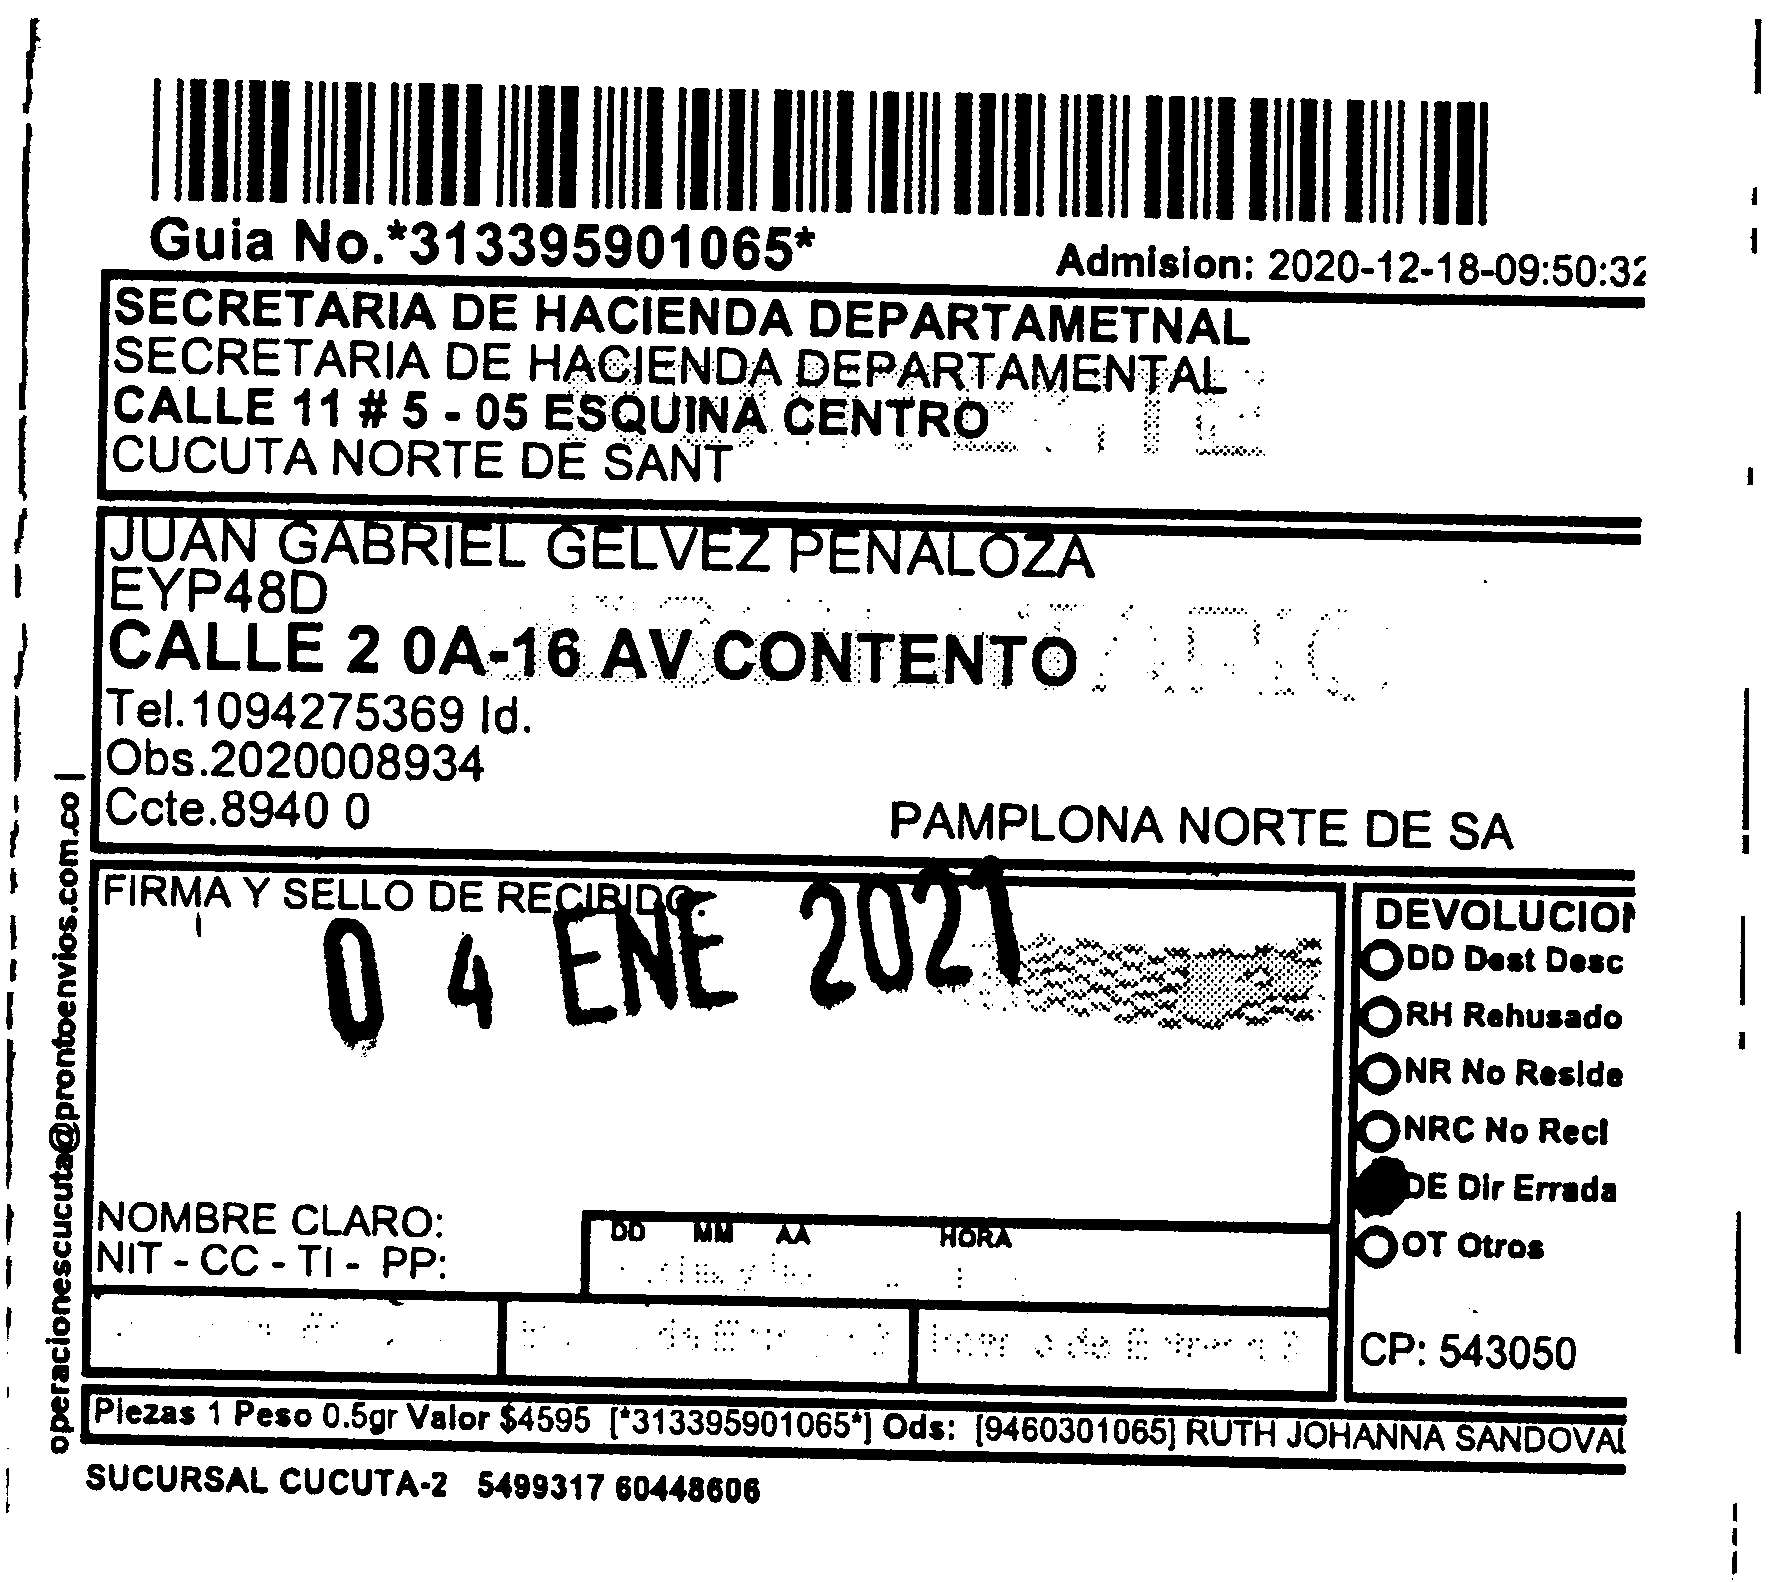 Guia No.*313395901065*
Admision: 2020-12-18-09:50:32
SECRETARIA DE HACIENDA DEPARTAMETNAL
SECRETARIA DE HACIENDA DEPARTAMENTAL
CALLE 11 # 5 - 05 ESQUINA CENTRO
CUCUTA NORTE DE SANT
JUAN GABRIEL GELVEZ PENALOZA
EYP48D
CALLE 2 0A-16 AV CONTENTO
Tel.1094275369 Id.
Obs.2020008934
Ccte.8940 0
PAMPLONA NORTE DE SA
operacionescucuta@prontoenvios.com.co |
FIRMA Y SELLO DE RECIBIDO:
04 ENE 2021
DEVOLUCION
DD Dest Desc
RH Rehusado
NR No Reside
NRC No Reci
DE Dir Errada
OT Otros
NOMBRE CLARO:
NIT - CC - TI - PP:
DD MM AA HORA
CP: 543050
Piezas 1 Peso 0.5gr Valor $4595 [*313395901065*] Ods: [9460301065] RUTH JOHANNA SANDOVAL
SUCURSAL CUCUTA-2 5499317 60448606